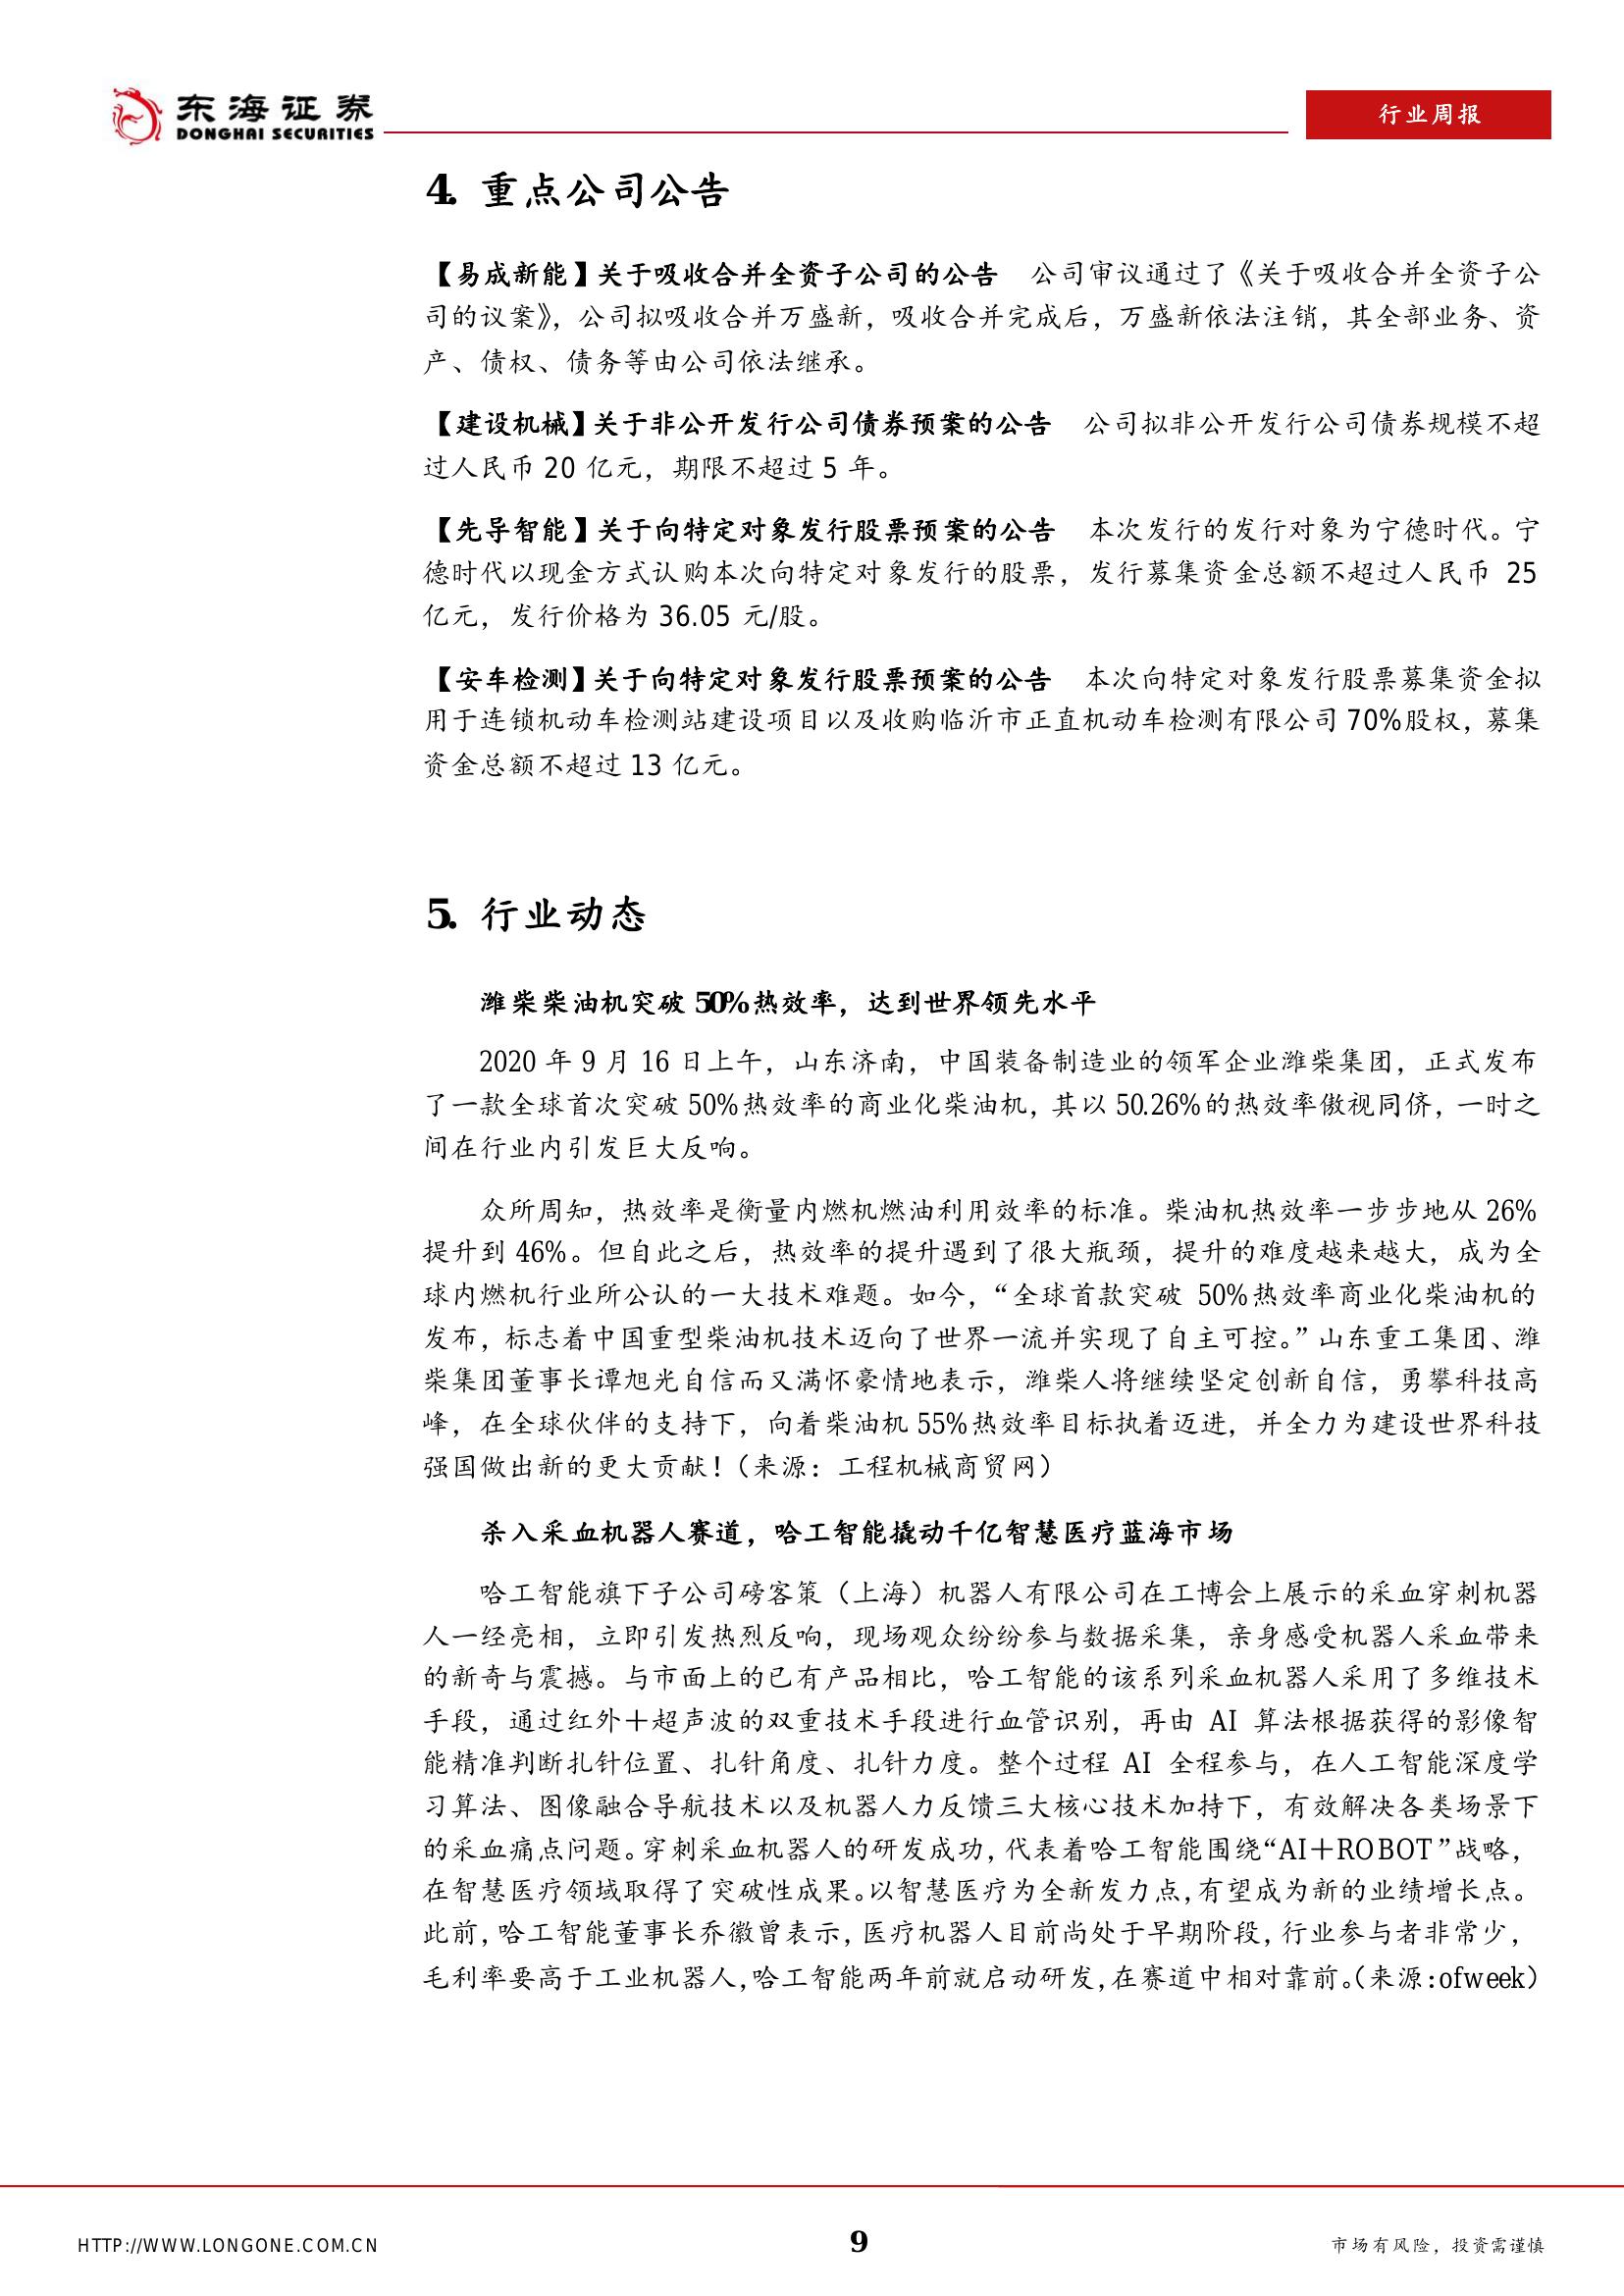 东海证券
DONGHAI SECURITIES
行业周报
4. 重点公司公告
【易成新能】关于吸收合并全资子公司的公告　公司审议通过了《关于吸收合并全资子公
司的议案》，公司拟吸收合并万盛新，吸收合并完成后，万盛新依法注销，其全部业务、资
产、债权、债务等由公司依法继承。
【建设机械】关于非公开发行公司债券预案的公告　公司拟非公开发行公司债券规模不超
过人民币 20 亿元，期限不超过 5 年。
【先导智能】关于向特定对象发行股票预案的公告　本次发行的发行对象为宁德时代。宁
德时代以现金方式认购本次向特定对象发行的股票，发行募集资金总额不超过人民币 25
亿元，发行价格为 36.05 元/股。
【安车检测】关于向特定对象发行股票预案的公告　本次向特定对象发行股票募集资金拟
用于连锁机动车检测站建设项目以及收购临沂市正直机动车检测有限公司 70%股权，募集
资金总额不超过 13 亿元。
5. 行业动态
潍柴柴油机突破 50%热效率，达到世界领先水平
2020 年 9 月 16 日上午，山东济南，中国装备制造业的领军企业潍柴集团，正式发布
了一款全球首次突破 50%热效率的商业化柴油机，其以 50.26%的热效率傲视同侪，一时之
间在行业内引发巨大反响。
众所周知，热效率是衡量内燃机燃油利用效率的标准。柴油机热效率一步步地从 26%
提升到 46%。但自此之后，热效率的提升遇到了很大瓶颈，提升的难度越来越大，成为全
球内燃机行业所公认的一大技术难题。如今，“全球首款突破 50%热效率商业化柴油机的
发布，标志着中国重型柴油机技术迈向了世界一流并实现了自主可控。”山东重工集团、潍
柴集团董事长谭旭光自信而又满怀豪情地表示，潍柴人将继续坚定创新自信，勇攀科技高
峰，在全球伙伴的支持下，向着柴油机 55%热效率目标执着迈进，并全力为建设世界科技
强国做出新的更大贡献！（来源：工程机械商贸网）
杀入采血机器人赛道，哈工智能撬动千亿智慧医疗蓝海市场
哈工智能旗下子公司磅客策（上海）机器人有限公司在工博会上展示的采血穿刺机器
人一经亮相，立即引发热烈反响，现场观众纷纷参与数据采集，亲身感受机器人采血带来
的新奇与震撼。与市面上的已有产品相比，哈工智能的该系列采血机器人采用了多维技术
手段，通过红外＋超声波的双重技术手段进行血管识别，再由 AI 算法根据获得的影像智
能精准判断扎针位置、扎针角度、扎针力度。整个过程 AI 全程参与，在人工智能深度学
习算法、图像融合导航技术以及机器人力反馈三大核心技术加持下，有效解决各类场景下
的采血痛点问题。穿刺采血机器人的研发成功，代表着哈工智能围绕“AI＋ROBOT”战略，
在智慧医疗领域取得了突破性成果。以智慧医疗为全新发力点，有望成为新的业绩增长点。
此前，哈工智能董事长乔徽曾表示，医疗机器人目前尚处于早期阶段，行业参与者非常少，
毛利率要高于工业机器人，哈工智能两年前就启动研发，在赛道中相对靠前。（来源：ofweek）
HTTP://WWW.LONGONE.COM.CN
9
市场有风险，投资需谨慎